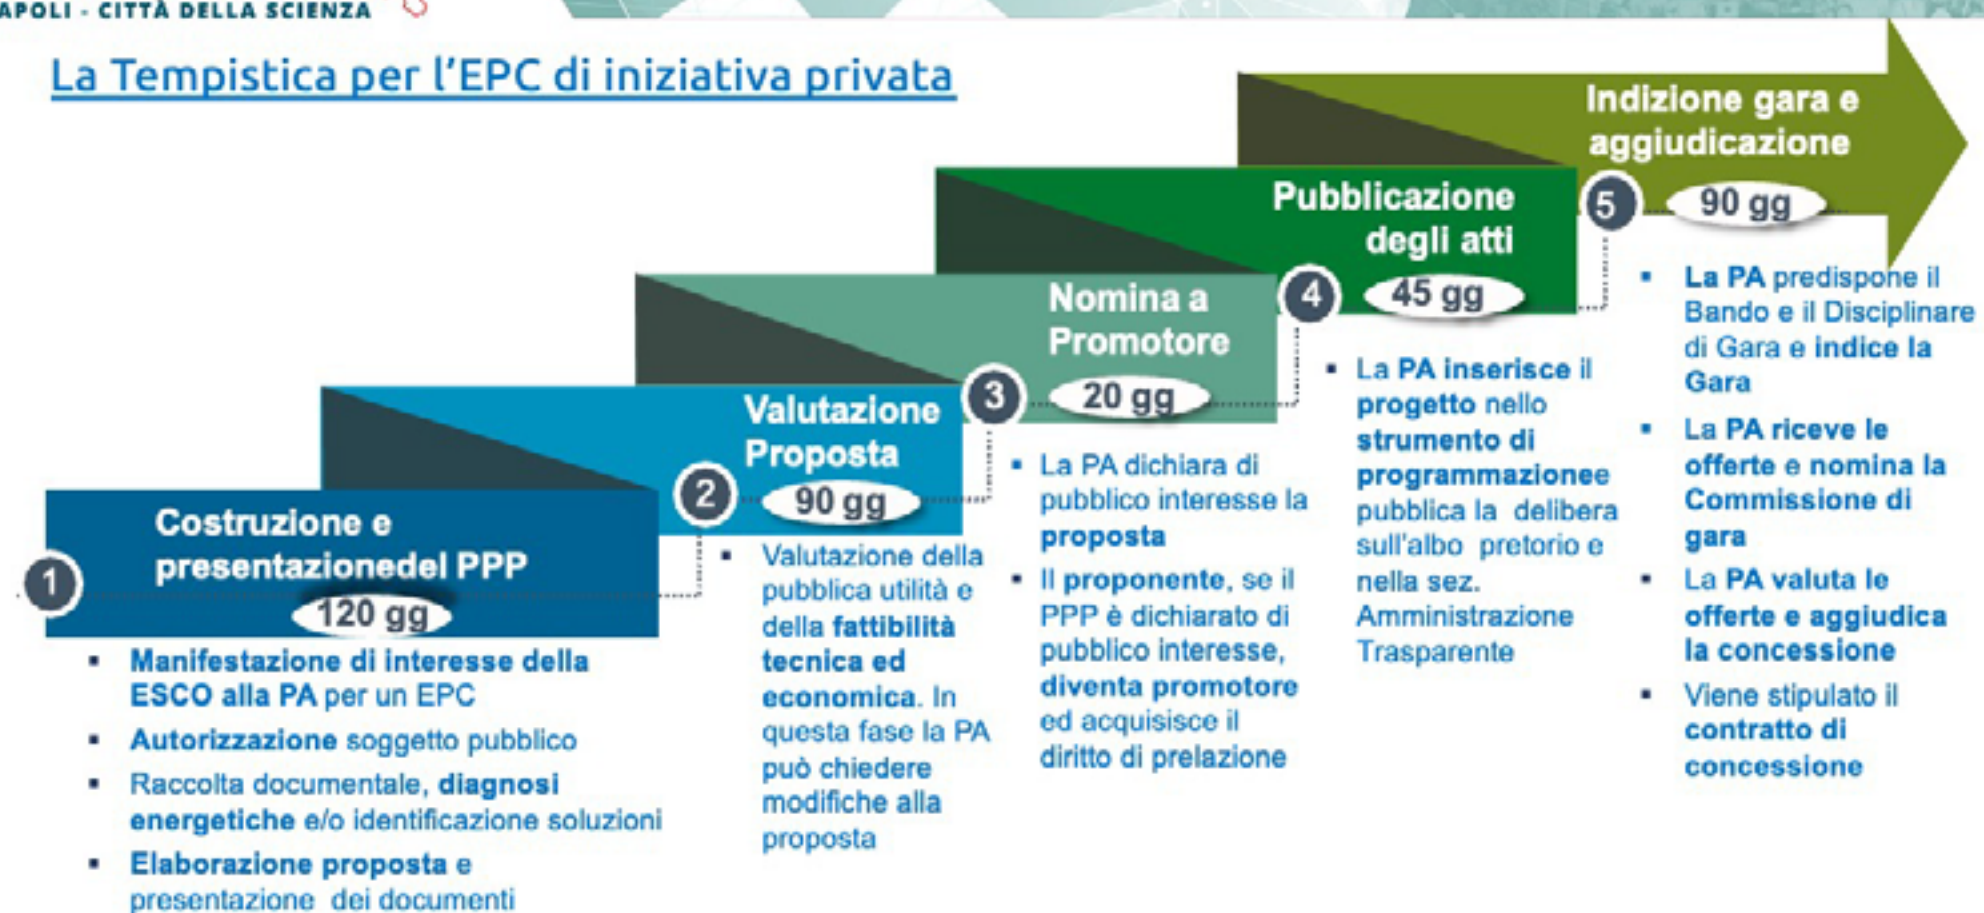 APOLI - CITTÀ DELLA SCIENZA
La Tempistica per l'EPC di iniziativa privata
1
Costruzione e
presentazionedel PPP
120 gg
▪ Manifestazione di interesse della
ESCO alla PA per un EPC
▪ Autorizzazione soggetto pubblico
▪ Raccolta documentale, diagnosi
energetiche e/o identificazione soluzioni
▪ Elaborazione proposta e
presentazione dei documenti
2
Valutazione
Proposta
90 gg
▪ Valutazione della
pubblica utilità e
della fattibilità
tecnica ed
economica. In
questa fase la PA
può chiedere
modifiche alla
proposta
3
Nomina a
Promotore
20 gg
▪ La PA dichiara di
pubblico interesse la
proposta
▪ Il proponente, se il
PPP è dichiarato di
pubblico interesse,
diventa promotore
ed acquisisce il
diritto di prelazione
4
Pubblicazione
degli atti
45 gg
▪ La PA inserisce il
progetto nello
strumento di
programmazionee
pubblica la delibera
sull'albo pretorio e
nella sez.
Amministrazione
Trasparente
5
Indizione gara e
aggiudicazione
90 gg
▪ La PA predispone il
Bando e il Disciplinare
di Gara e indice la
Gara
▪ La PA riceve le
offerte e nomina la
Commissione di
gara
▪ La PA valuta le
offerte e aggiudica
la concessione
▪ Viene stipulato il
contratto di
concessione